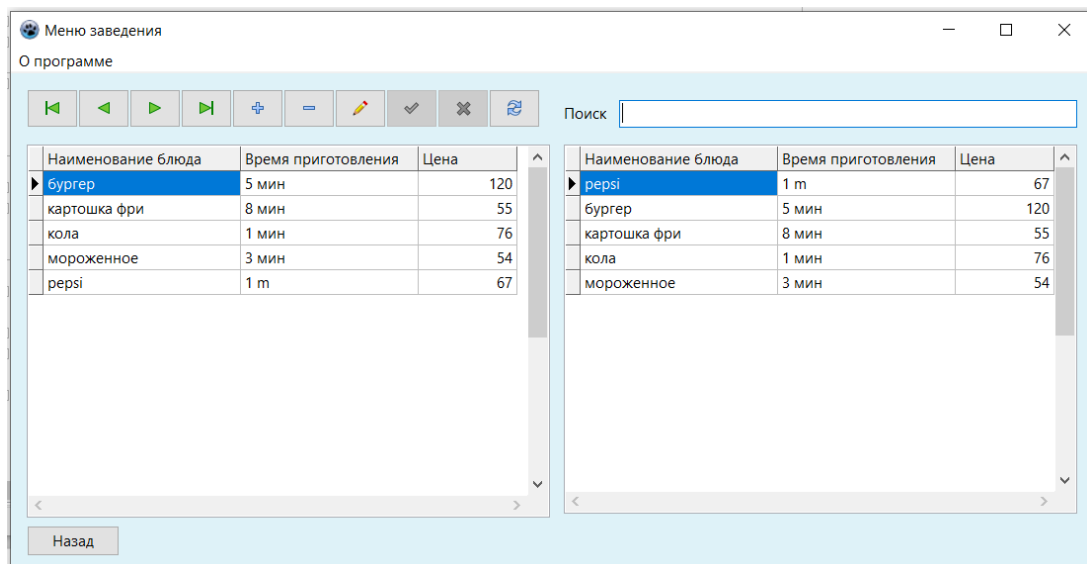 Меню заведения
О программе
Поиск
Наименование блюда Время приготовления Цена
бургер 5 мин 120
картошка фри 8 мин 55
кола 1 мин 76
мороженное 3 мин 54
pepsi 1 m 67
Наименование блюда Время приготовления Цена
pepsi 1 m 67
бургер 5 мин 120
картошка фри 8 мин 55
кола 1 мин 76
мороженное 3 мин 54
Назад